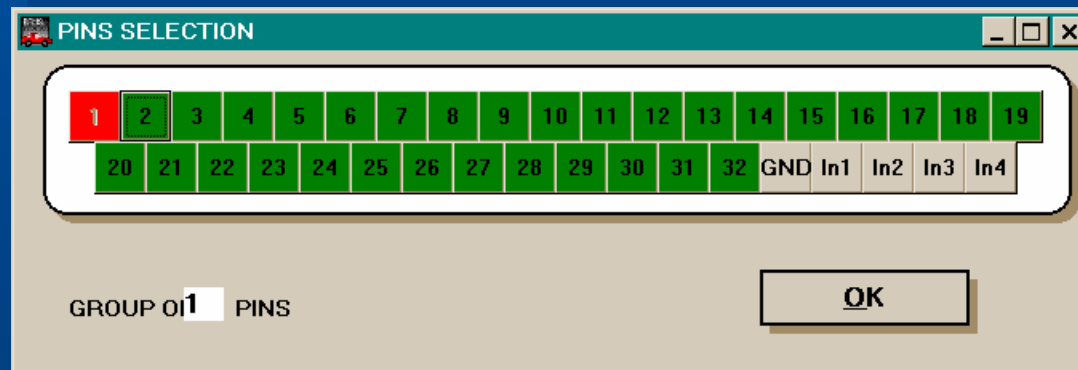 PINS SELECTION
1 2 3 4 5 6 7 8 9 10 11 12 13 14 15 16 17 18 19
20 21 22 23 24 25 26 27 28 29 30 31 32 GND In1 In2 In3 In4
GROUP OF 1 PINS
OK